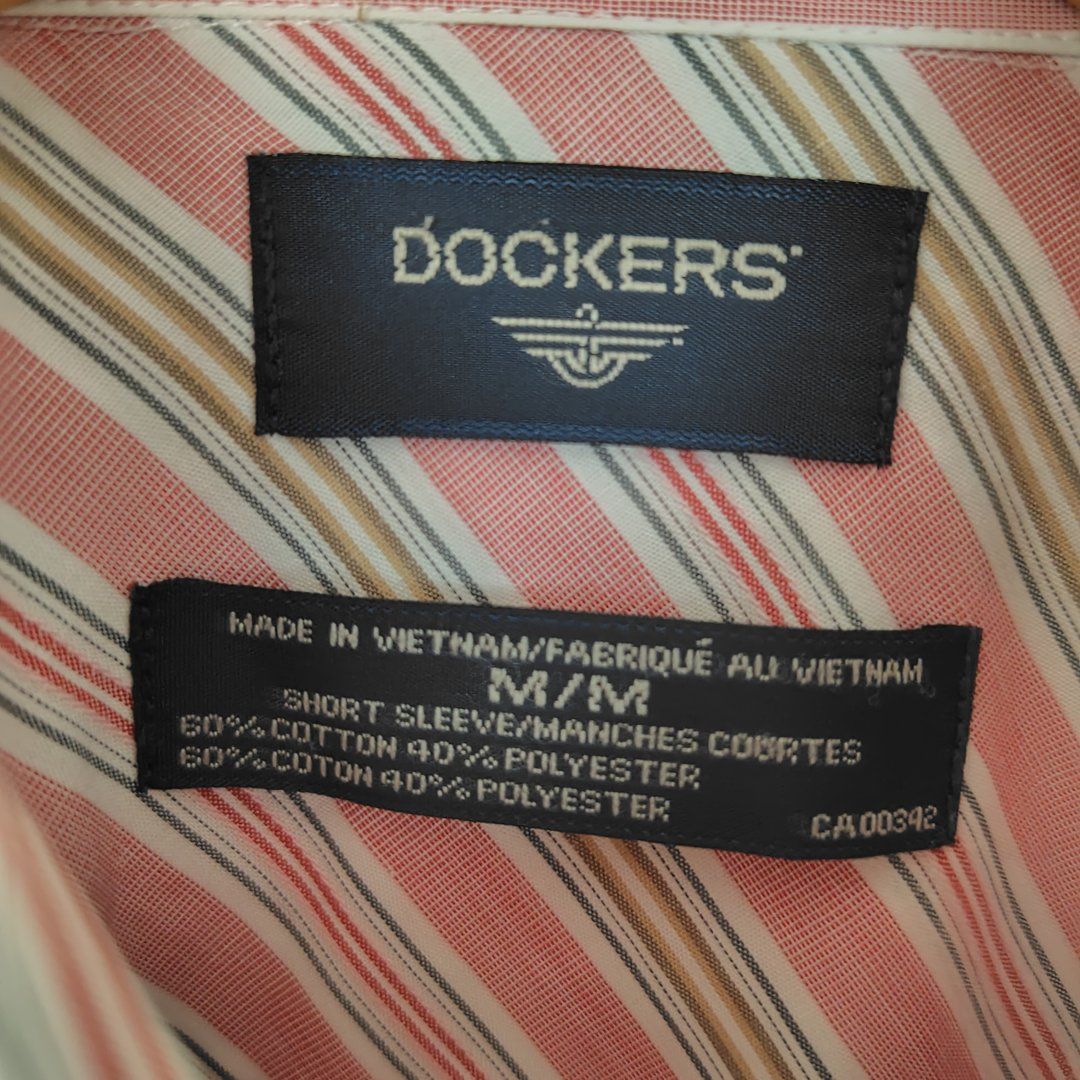 DOCKERS
MADE IN VIETNAM/FABRIQUÉ AU VIETNAM
M/M
SHORT SLEEVE/MANCHES COURTES
60% COTTON 40% POLYESTER
60% COTON 40% POLYESTER
CA00342